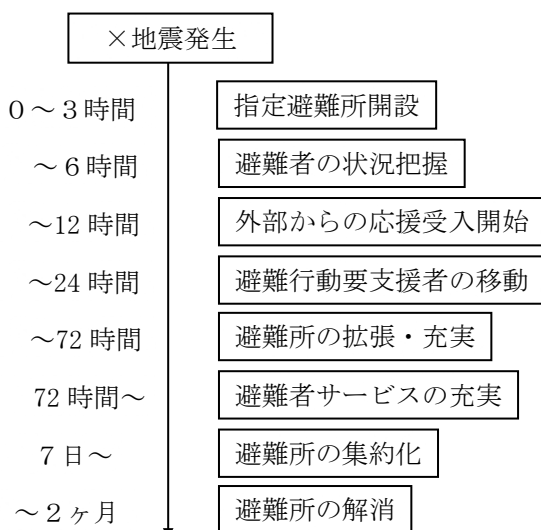 ×地震発生
0～3時間 指定避難所開設
～6時間 避難者の状況把握
～12時間 外部からの応援受入開始
～24時間 避難行動要支援者の移動
～72時間 避難所の拡張・充実
72時間～ 避難者サービスの充実
7日～ 避難所の集約化
～2ヶ月 避難所の解消